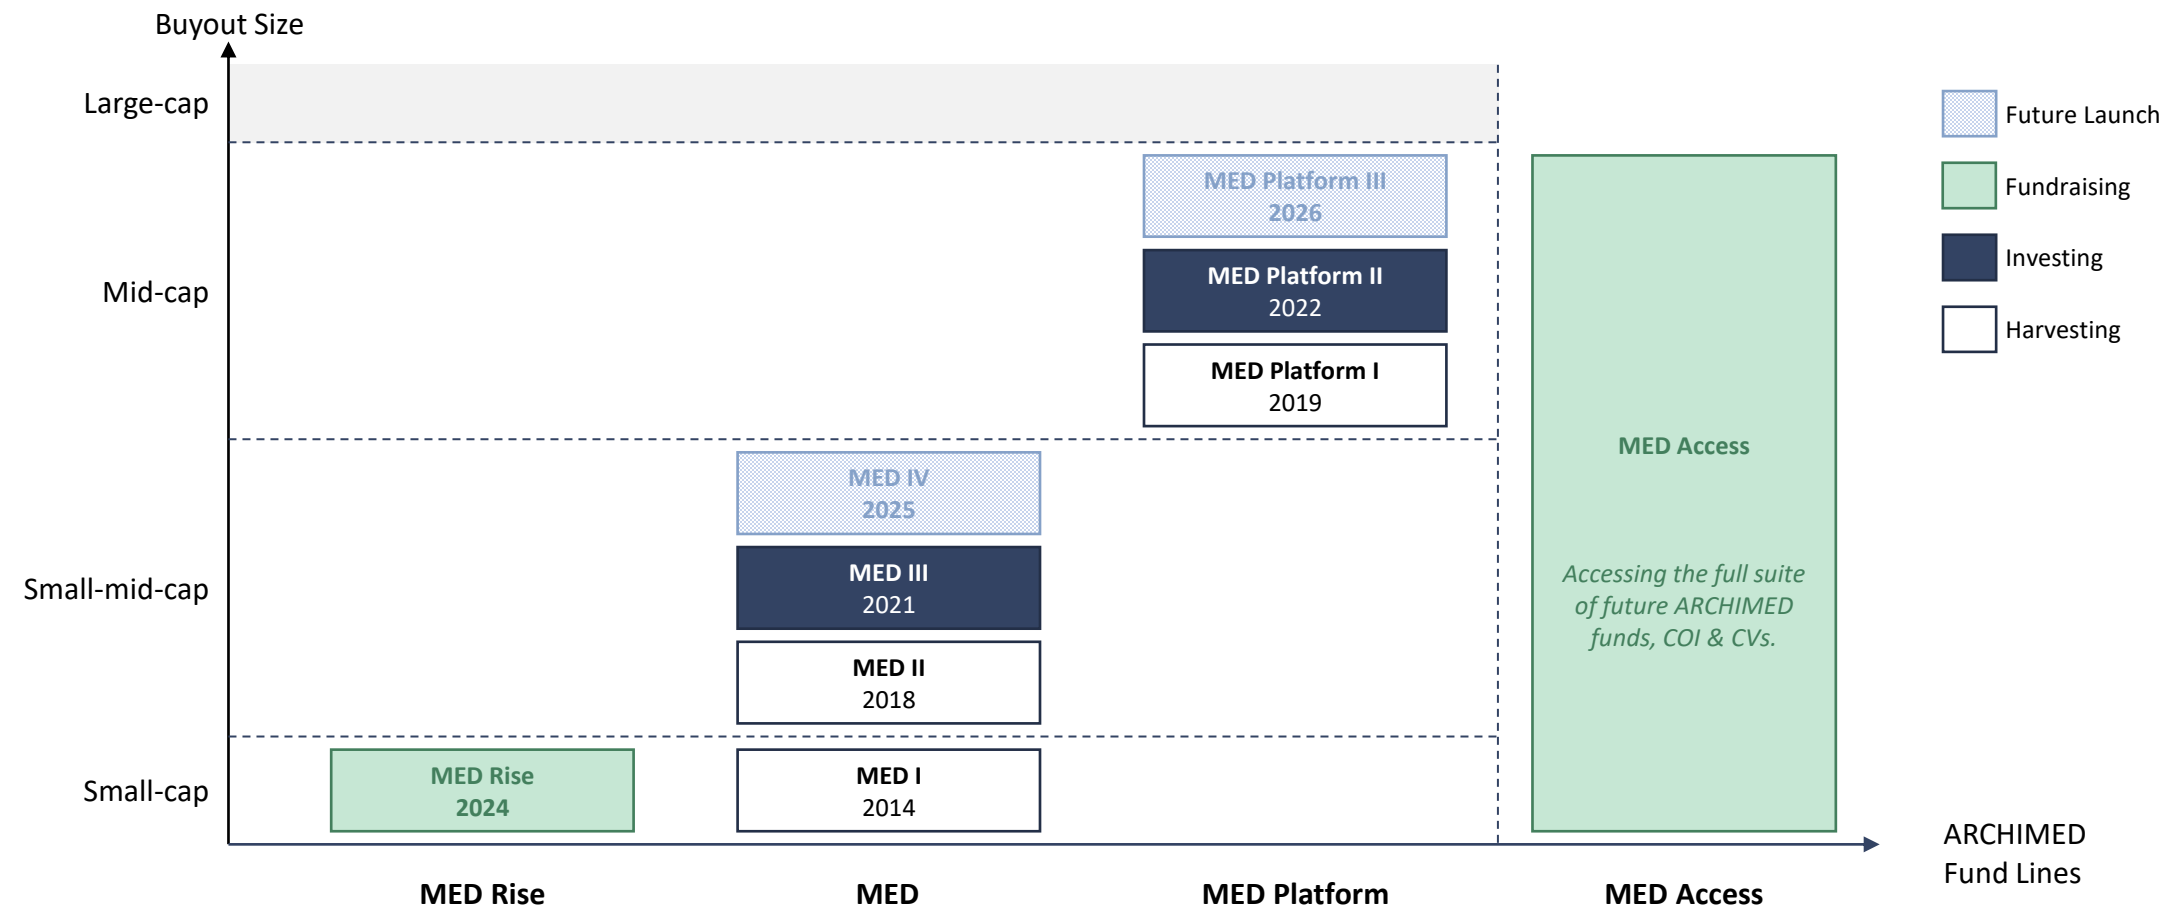 Buyout Size
Large-cap
Mid-cap
Small-mid-cap
Small-cap
MED Platform III
2026
MED Platform II
2022
MED Platform I
2019
MED IV
2025
MED III
2021
MED II
2018
MED Rise
2024
MED I
2014
MED Access
Accessing the full suite
of future ARCHIMED
funds, COI & CVs.
Future Launch
Fundraising
Investing
Harvesting
MED Rise
MED
MED Platform
MED Access
ARCHIMED
Fund Lines